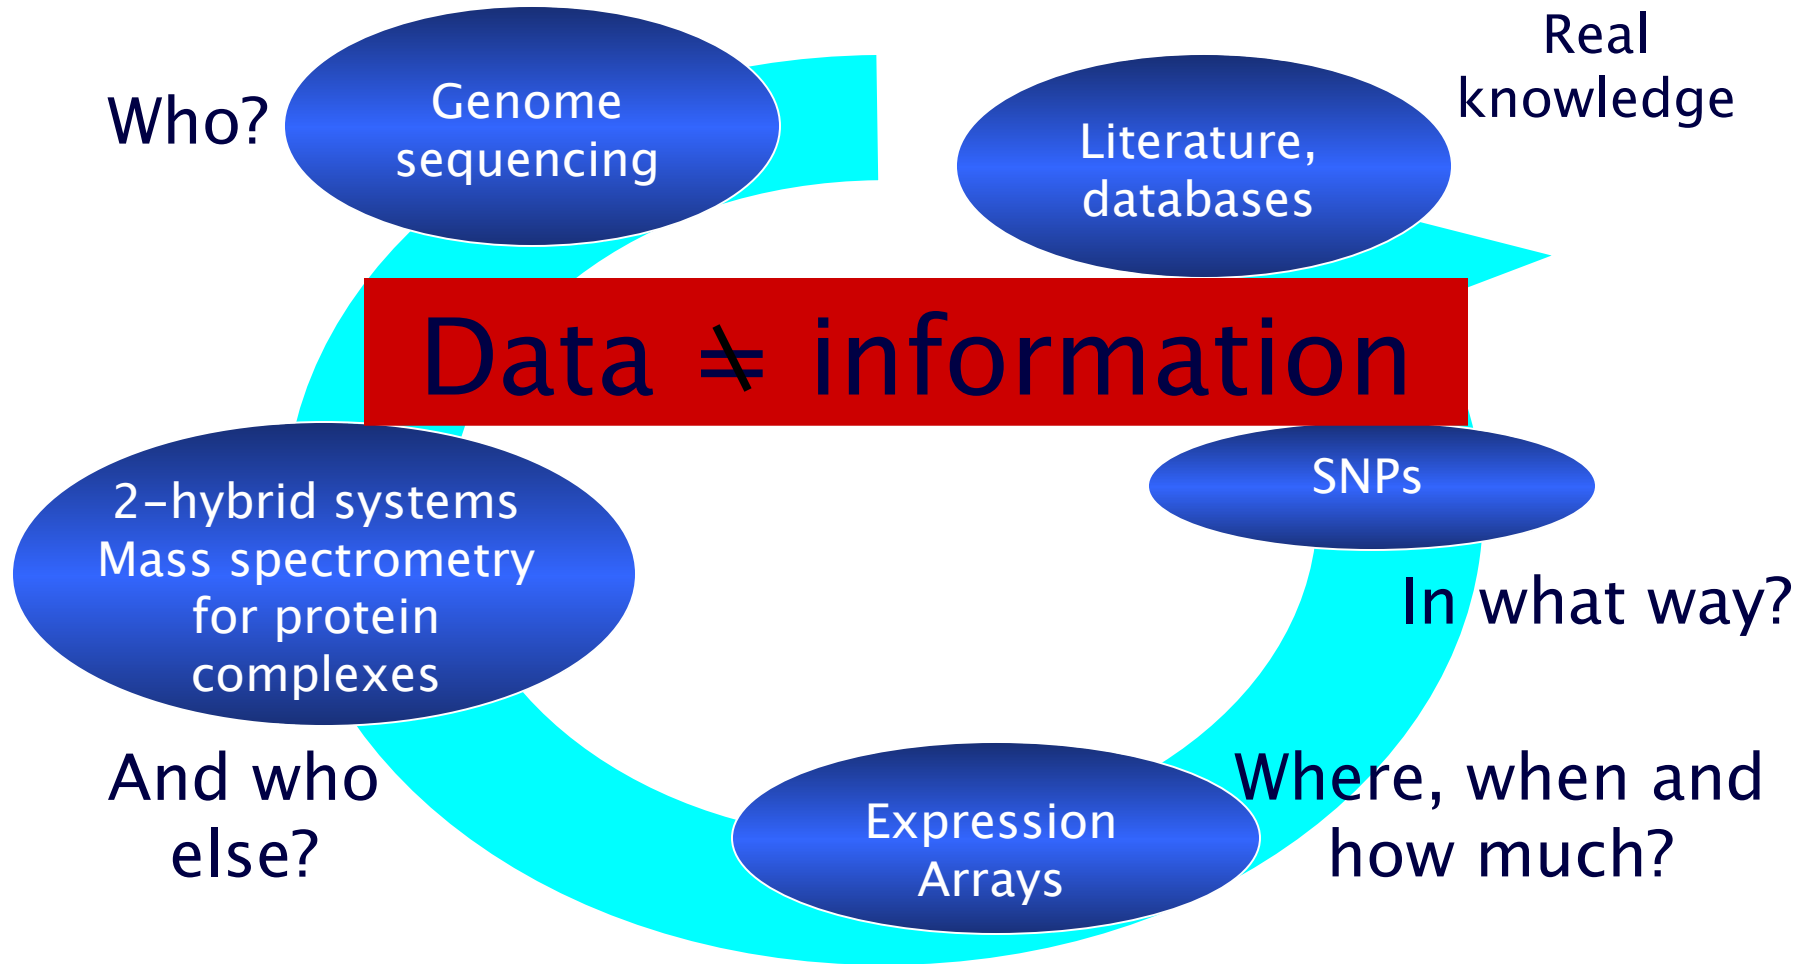 Who?
Genome
sequencing
Literature,
databases
Real
knowledge
Data ≠ information
2-hybrid systems
Mass spectrometry
for protein
complexes
SNPs
In what way?
And who
else?
Expression
Arrays
Where, when and
how much?